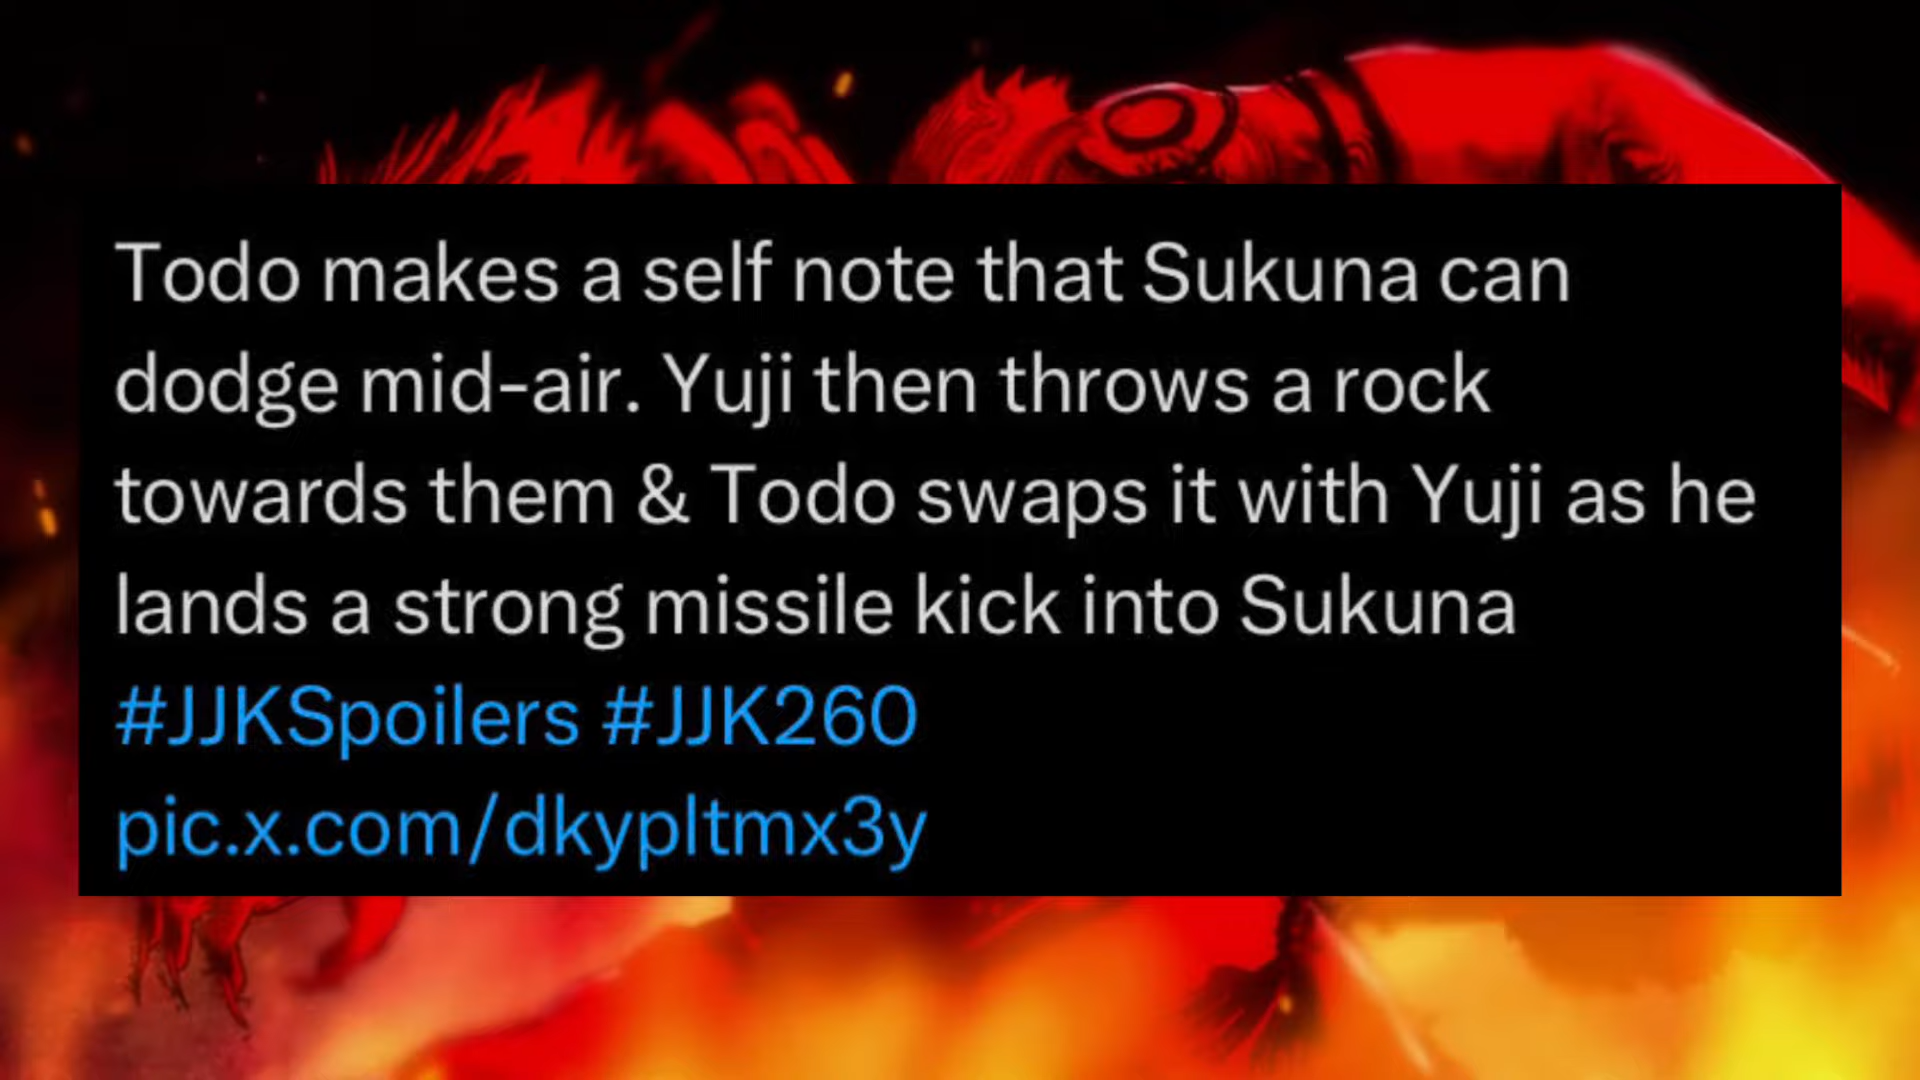 Todo makes a self note that Sukuna can
dodge mid-air. Yuji then throws a rock
towards them & Todo swaps it with Yuji as he
lands a strong missile kick into Sukuna
#JJKSpoilers #JJK260
pic.x.com/dkypltmx3y